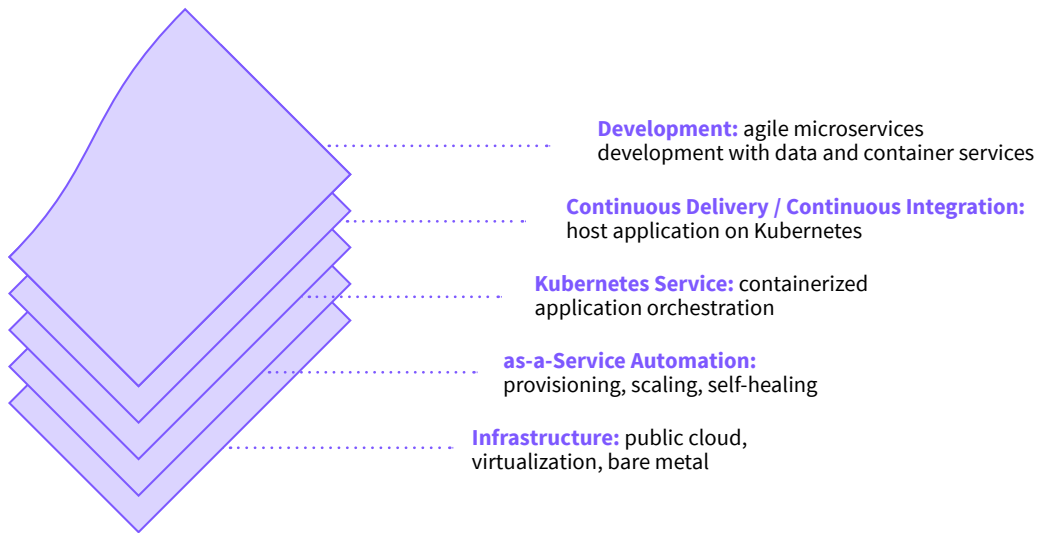 Development: agile microservices
development with data and container services
Continuous Delivery / Continuous Integration:
host application on Kubernetes
Kubernetes Service: containerized
application orchestration
as-a-Service Automation:
provisioning, scaling, self-healing
Infrastructure: public cloud,
virtualization, bare metal